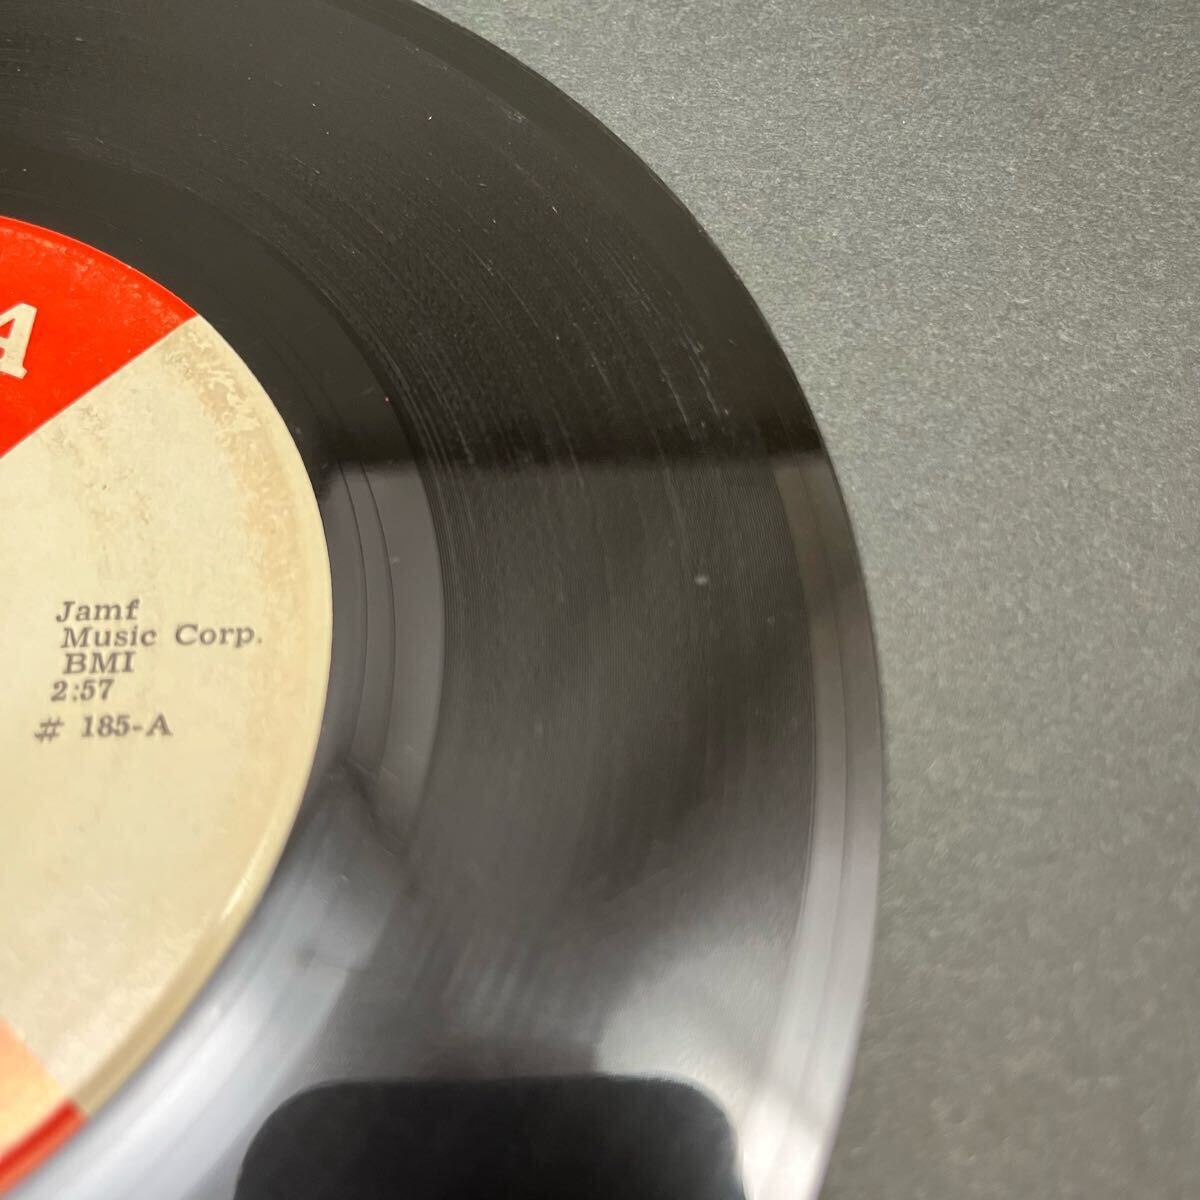 A
Jamf
Music Corp.
BMI
2:57
# 185-A